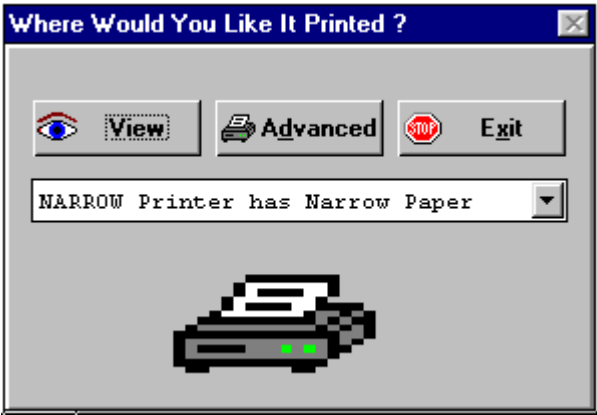 Where Would You Like It Printed ?
View Advanced STOP Exit
NARROW Printer has Narrow Paper